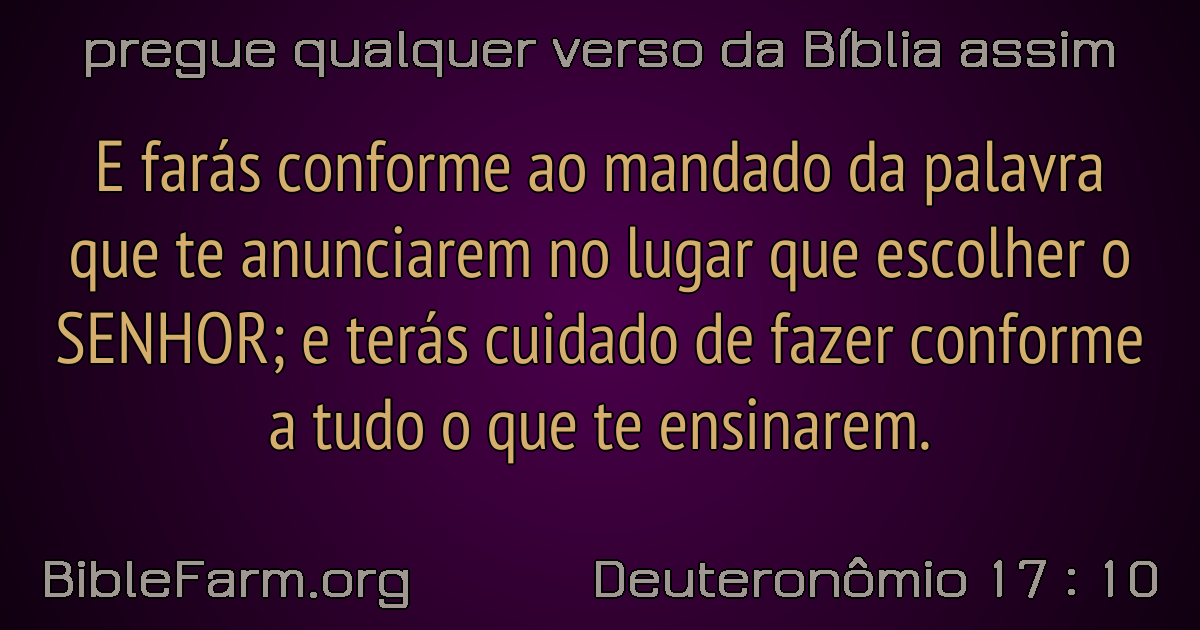 pregue qualquer verso da Bíblia assim
E farás conforme ao mandado da palavra
que te anunciarem no lugar que escolher o
SENHOR; e terás cuidado de fazer conforme
a tudo o que te ensinarem.
BibleFarm.org
Deuteronômio 17 : 10